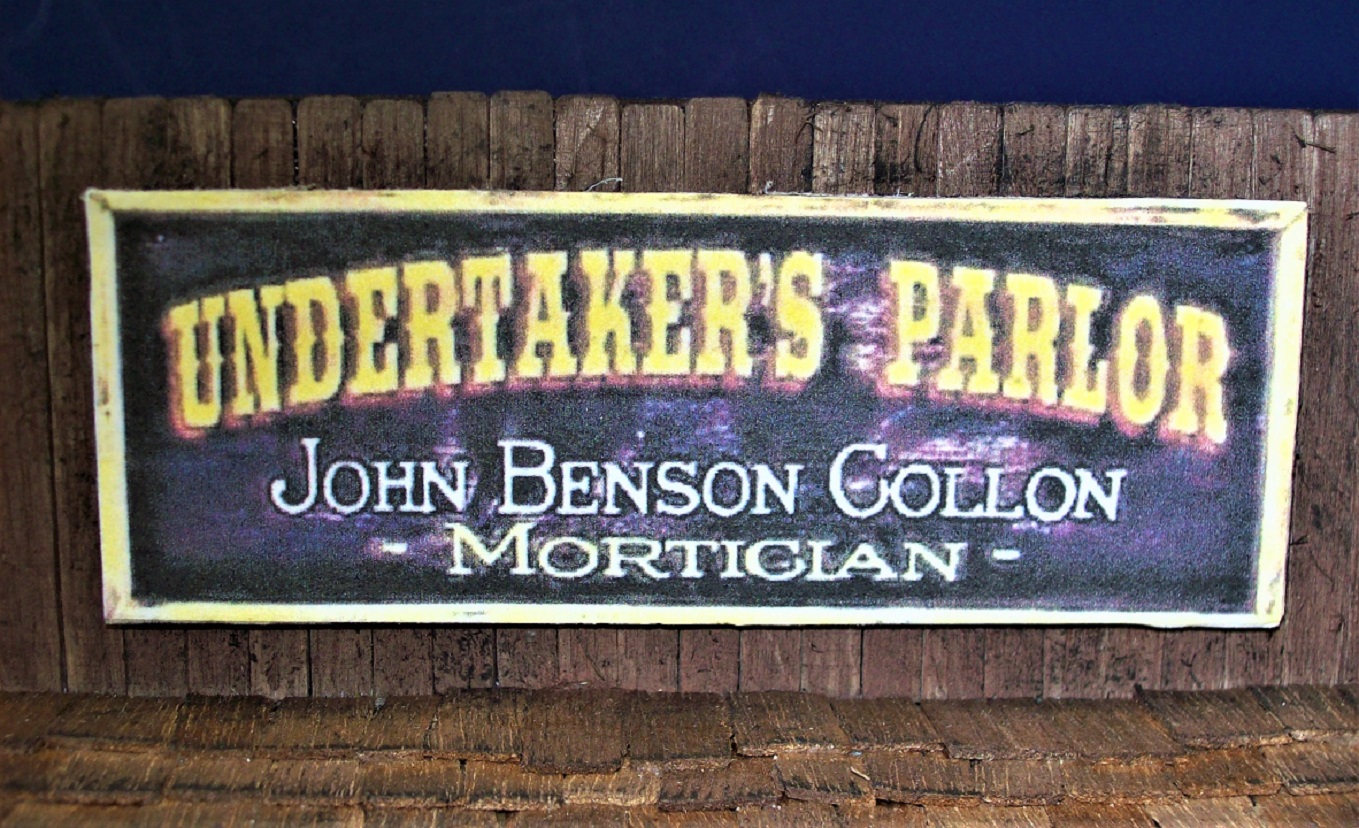 UNDERTAKER'S PARLOR
JOHN BENSON COLLON
- MORTICIAN -